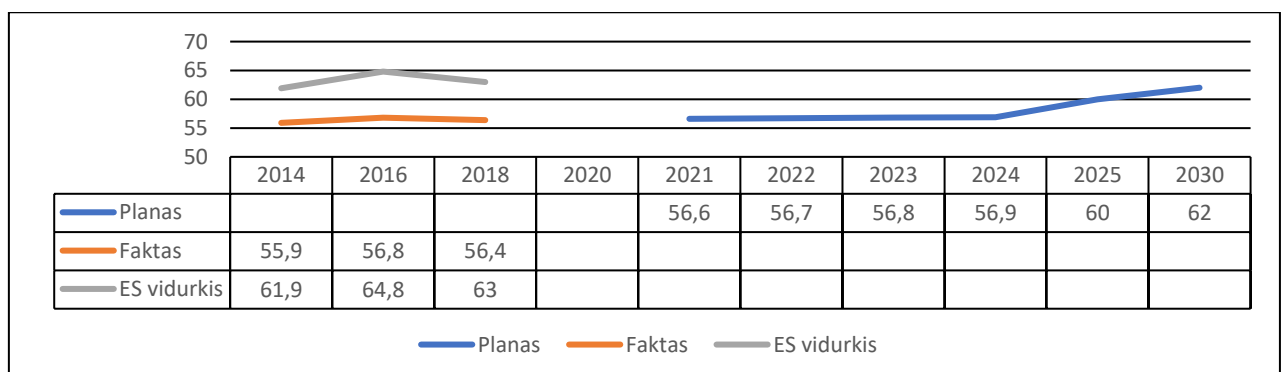 70
65
60
55
50
2014 2016 2018 2020 2021 2022 2023 2024 2025 2030
Planas 56,6 56,7 56,8 56,9 60 62
Faktas 55,9 56,8 56,4
ES vidurkis 61,9 64,8 63
Planas Faktas ES vidurkis